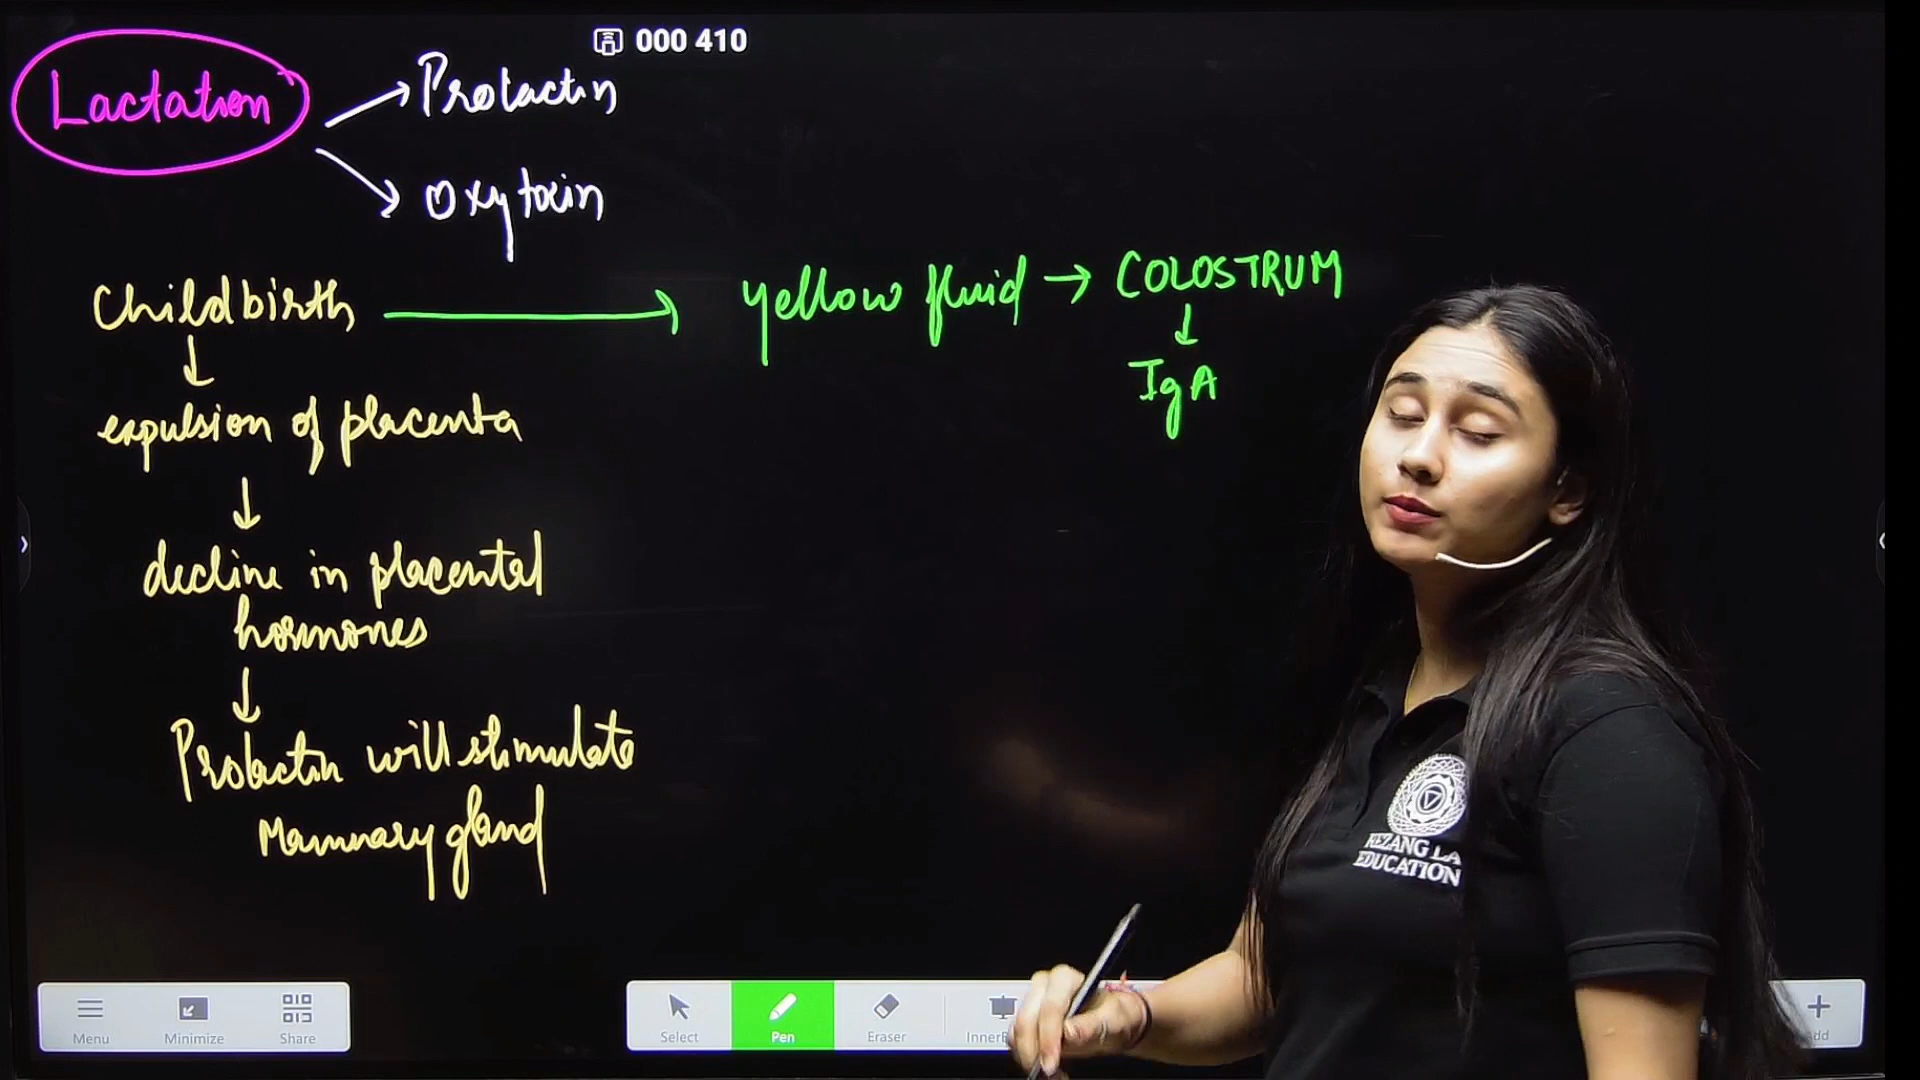 000 410
Lactation → Prolactin
→ Oxytocin
Childbirth → yellow fluid → COLOSTRUM
↓ ↓
IgA
expulsion of placenta
↓
decline in placental
hormones
↓
Prolactin will stimulate
Mammary gland
REZANG LA
EDUCATION
Menu Minimize Share Select Pen Eraser